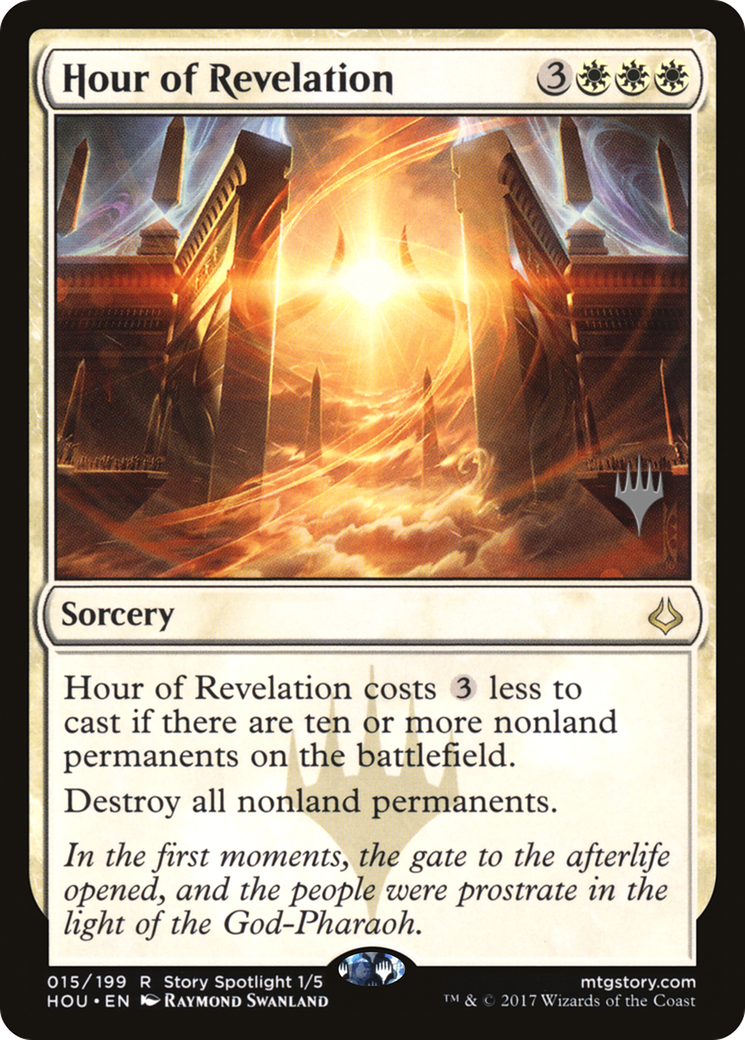 Hour of Revelation 3
Sorcery
Hour of Revelation costs 3 less to
cast if there are ten or more nonland
permanents on the battlefield.
Destroy all nonland permanents.
In the first moments, the gate to the afterlife
opened, and the people were prostrate in the
light of the God-Pharaoh.
015/199 R Story Spotlight 1/5
HOU • EN RAYMOND SWANLAND
mtgstory.com
™ & © 2017 Wizards of the Coast